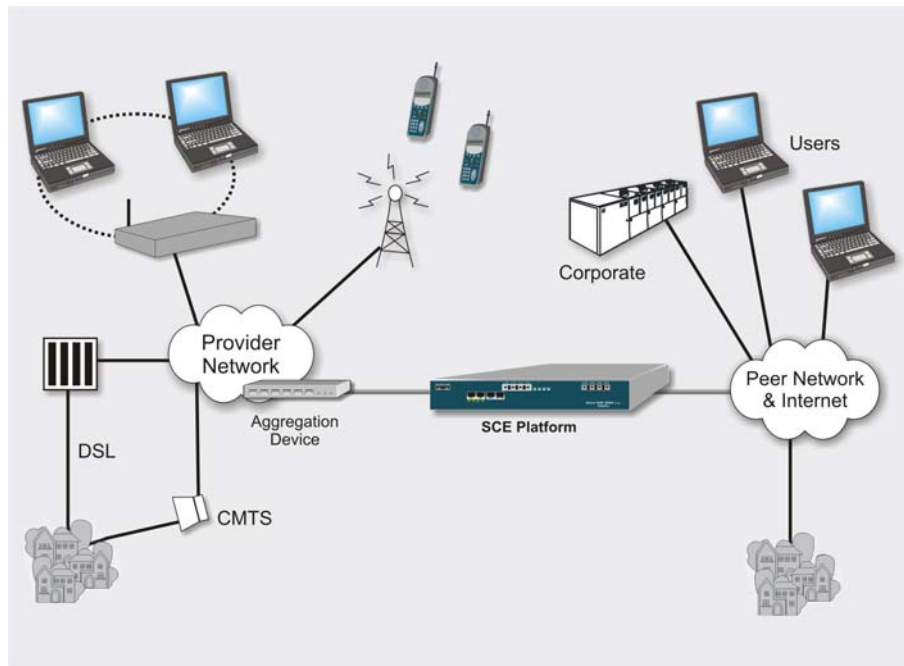 Users
Corporate
Provider
Network
Peer Network
& Internet
Aggregation
Device
SCE Platform
DSL
CMTS